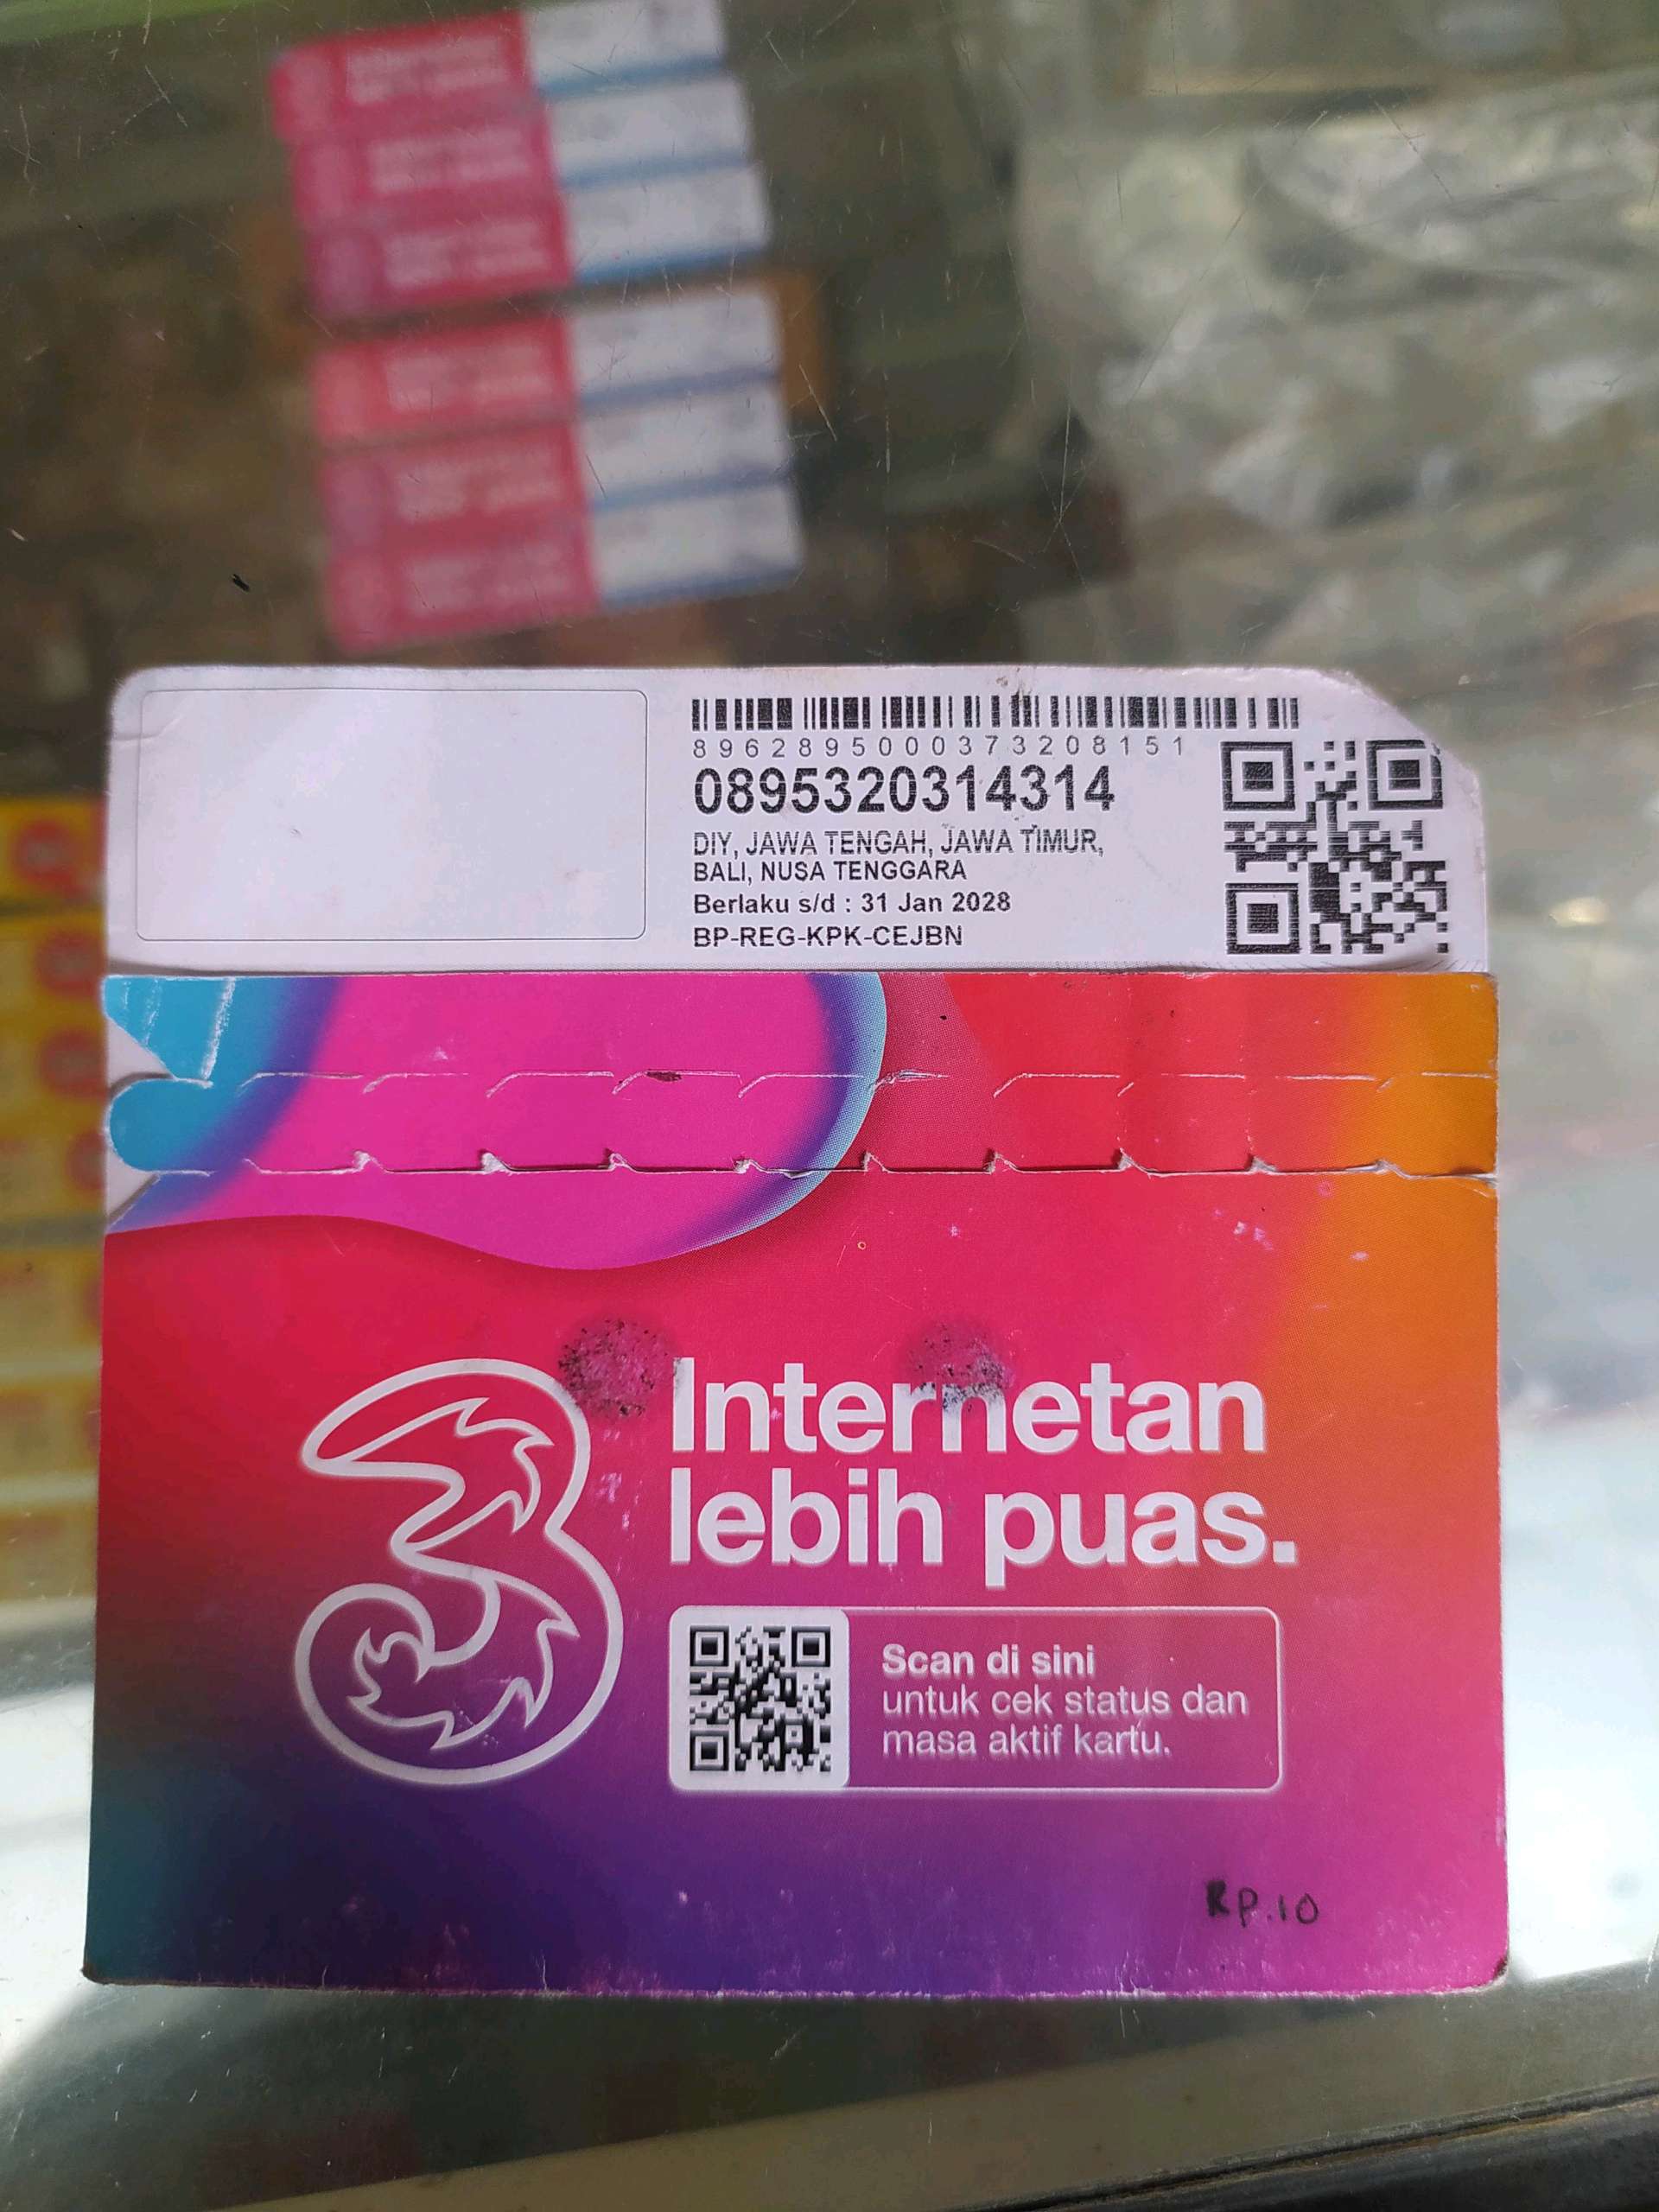 8962895000373208151
0895320314314
DIY, JAWA TENGAH, JAWA TIMUR,
BALI, NUSA TENGGARA
Berlaku s/d : 31 Jan 2028
BP-REG-KPK-CEJBN
3
Internetan
lebih puas.
Scan di sini
untuk cek status dan
masa aktif kartu.
RP.10